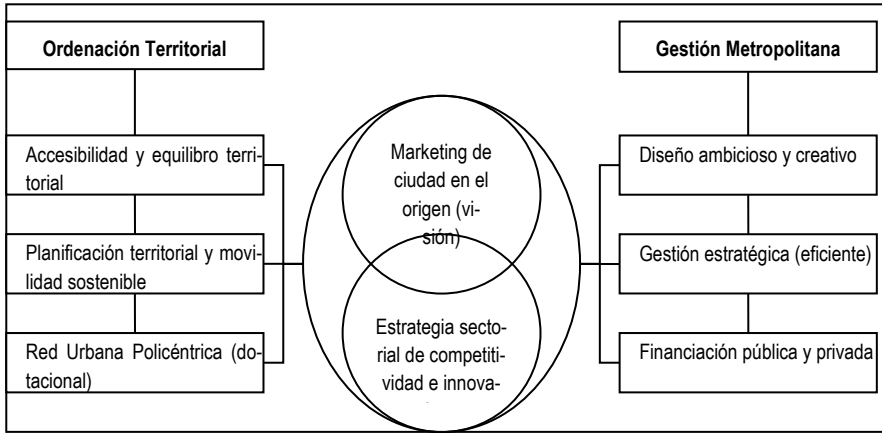 Ordenación Territorial
Accesibilidad y equilibro terri-
torial
Planificación territorial y movi-
lidad sostenible
Red Urbana Policéntrica (do-
tacional)
Marketing de
ciudad en el
origen (vi-
sión)
Estrategia secto-
rial de competiti-
vidad e innova-
Gestión Metropolitana
Diseño ambicioso y creativo
Gestión estratégica (eficiente)
Financiación pública y privada